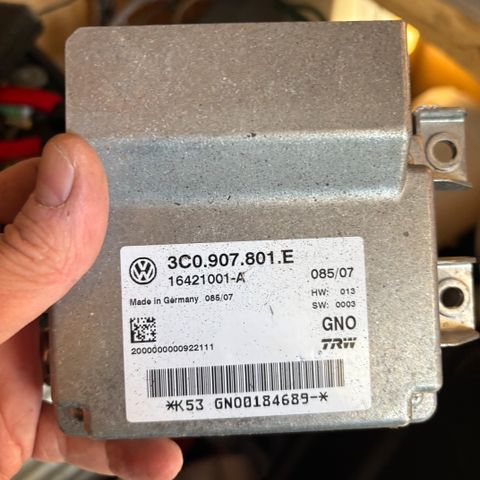 3C0.907.801.E
16421001-A 085/07
Made in Germany 085/07 HW: 013
SW: 0003
GNO
2000000000922111 TRW
*K53 GNO0184689-*